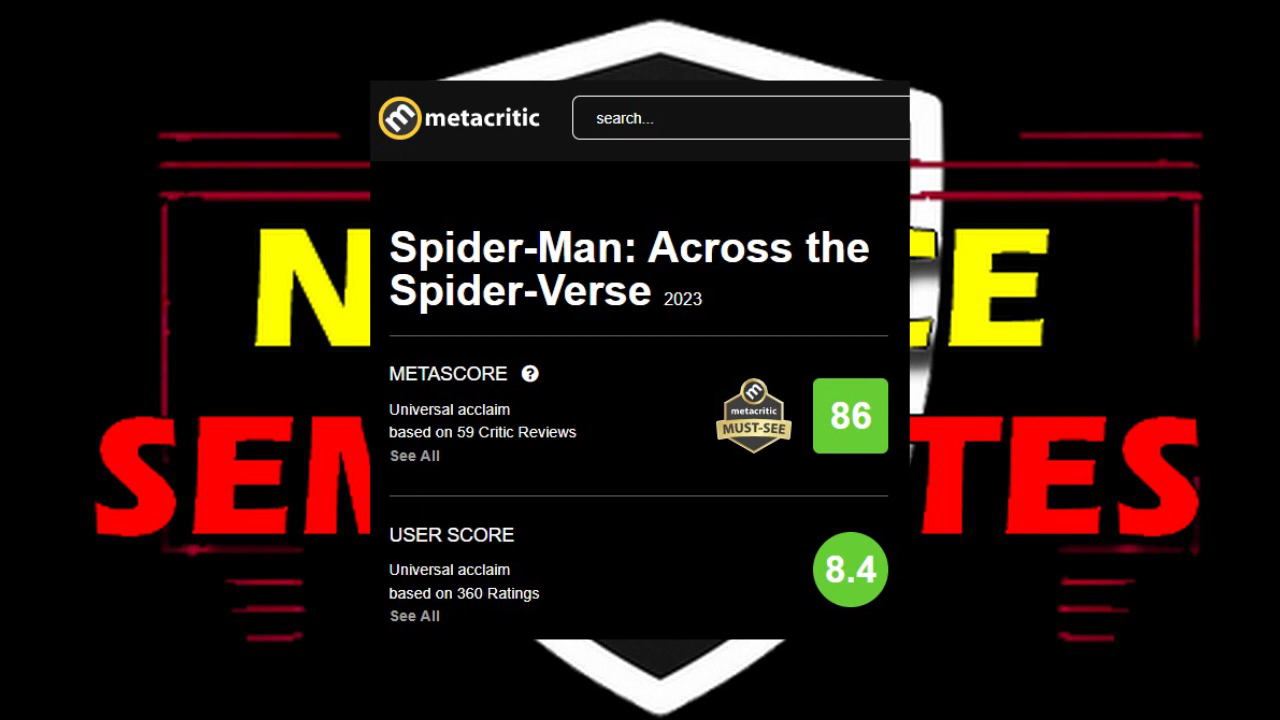 metacritic
search...
Spider-Man: Across the
Spider-Verse 2023
METASCORE ?
Universal acclaim
based on 59 Critic Reviews
See All
metacritic
MUST-SEE
86
USER SCORE
Universal acclaim
based on 360 Ratings
See All
8.4